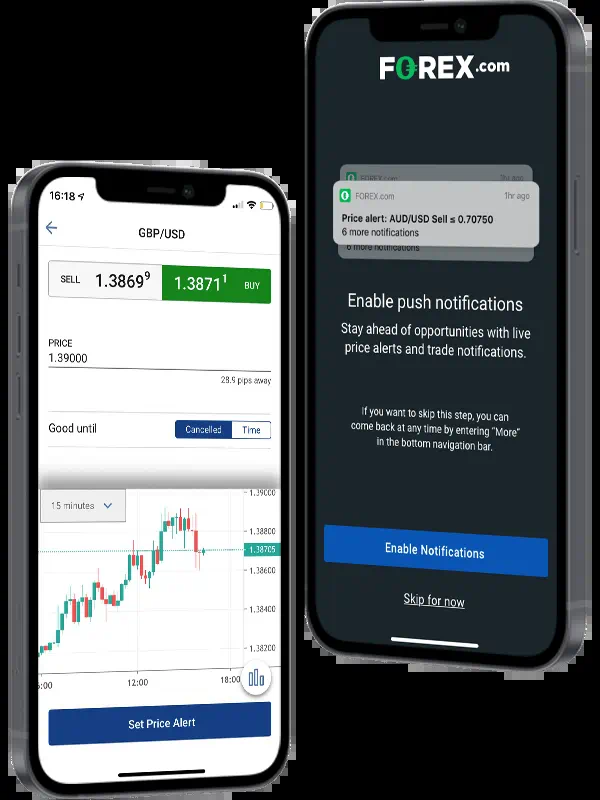 16:18
GBP/USD
SELL 1.3869⁹ 1.3871¹ BUY
PRICE
1.39000
28.9 pips away
Good until Cancelled Time
15 minutes
1.39000
1.38800
1.38705
1.38600
1.38400
1.38200
5:00 12:00 18:00
Set Price Alert
FOREX.com
FOREX.com 1hr ago
FOREX.com 1hr ago
Price alert: AUD/USD Sell ≤ 0.70750
6 more notifications
6 more notifications
Enable push notifications
Stay ahead of opportunities with live
price alerts and trade notifications.
If you want to skip this step, you can
come back at any time by entering “More”
in the bottom navigation bar.
Enable Notifications
Skip for now